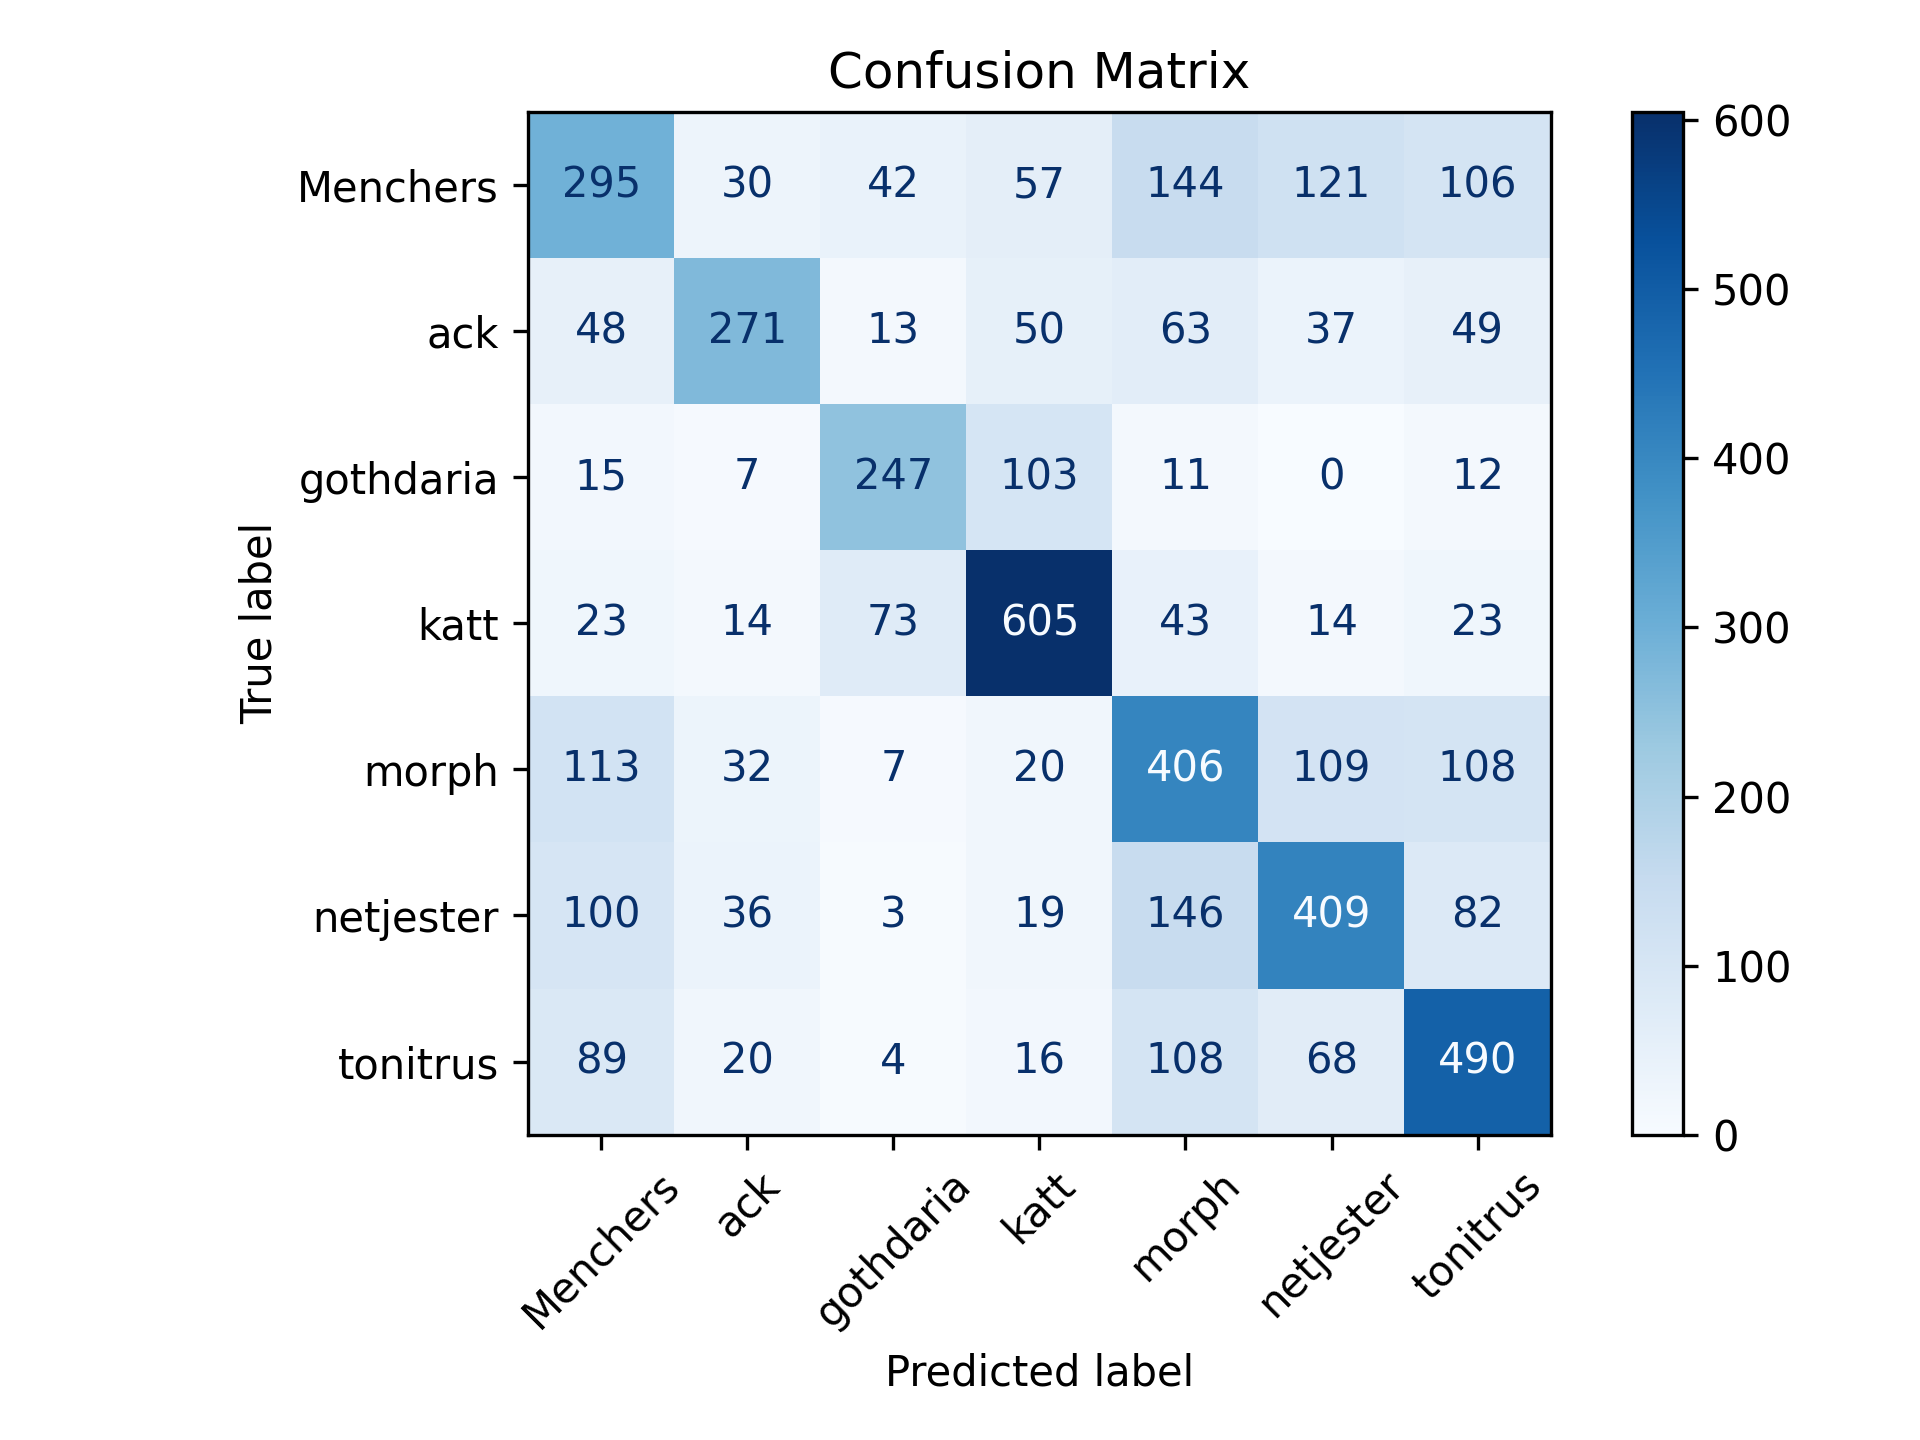 Confusion Matrix
Menchers 295 30 42 57 144 121 106
ack 48 271 13 50 63 37 49
gothdaria 15 7 247 103 11 0 12
katt 23 14 73 605 43 14 23
morph 113 32 7 20 406 109 108
netjester 100 36 3 19 146 409 82
tonitrus 89 20 4 16 108 68 490
True label
Menchers ack gothdaria katt morph netjester tonitrus
Predicted label
600
500
400
300
200
100
0